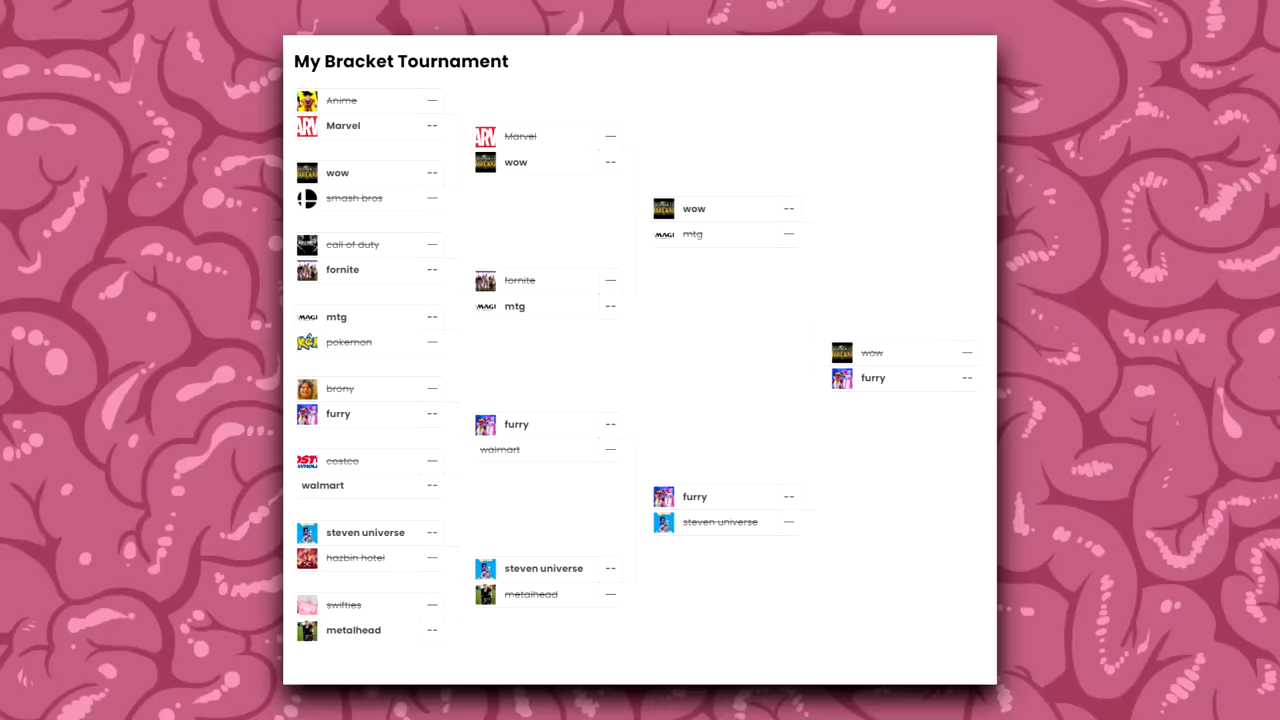 My Bracket Tournament
Anime —
Marvel --
wow --
smash bros —
call of duty —
fornite --
mtg --
pokemon —
brony —
furry --
costco —
walmart --
steven universe --
hazbin hotel —
swifties —
metalhead --
Marvel —
wow --
fornite —
mtg --
furry --
walmart —
steven universe --
metalhead —
wow --
mtg —
furry --
steven universe —
wow —
furry --